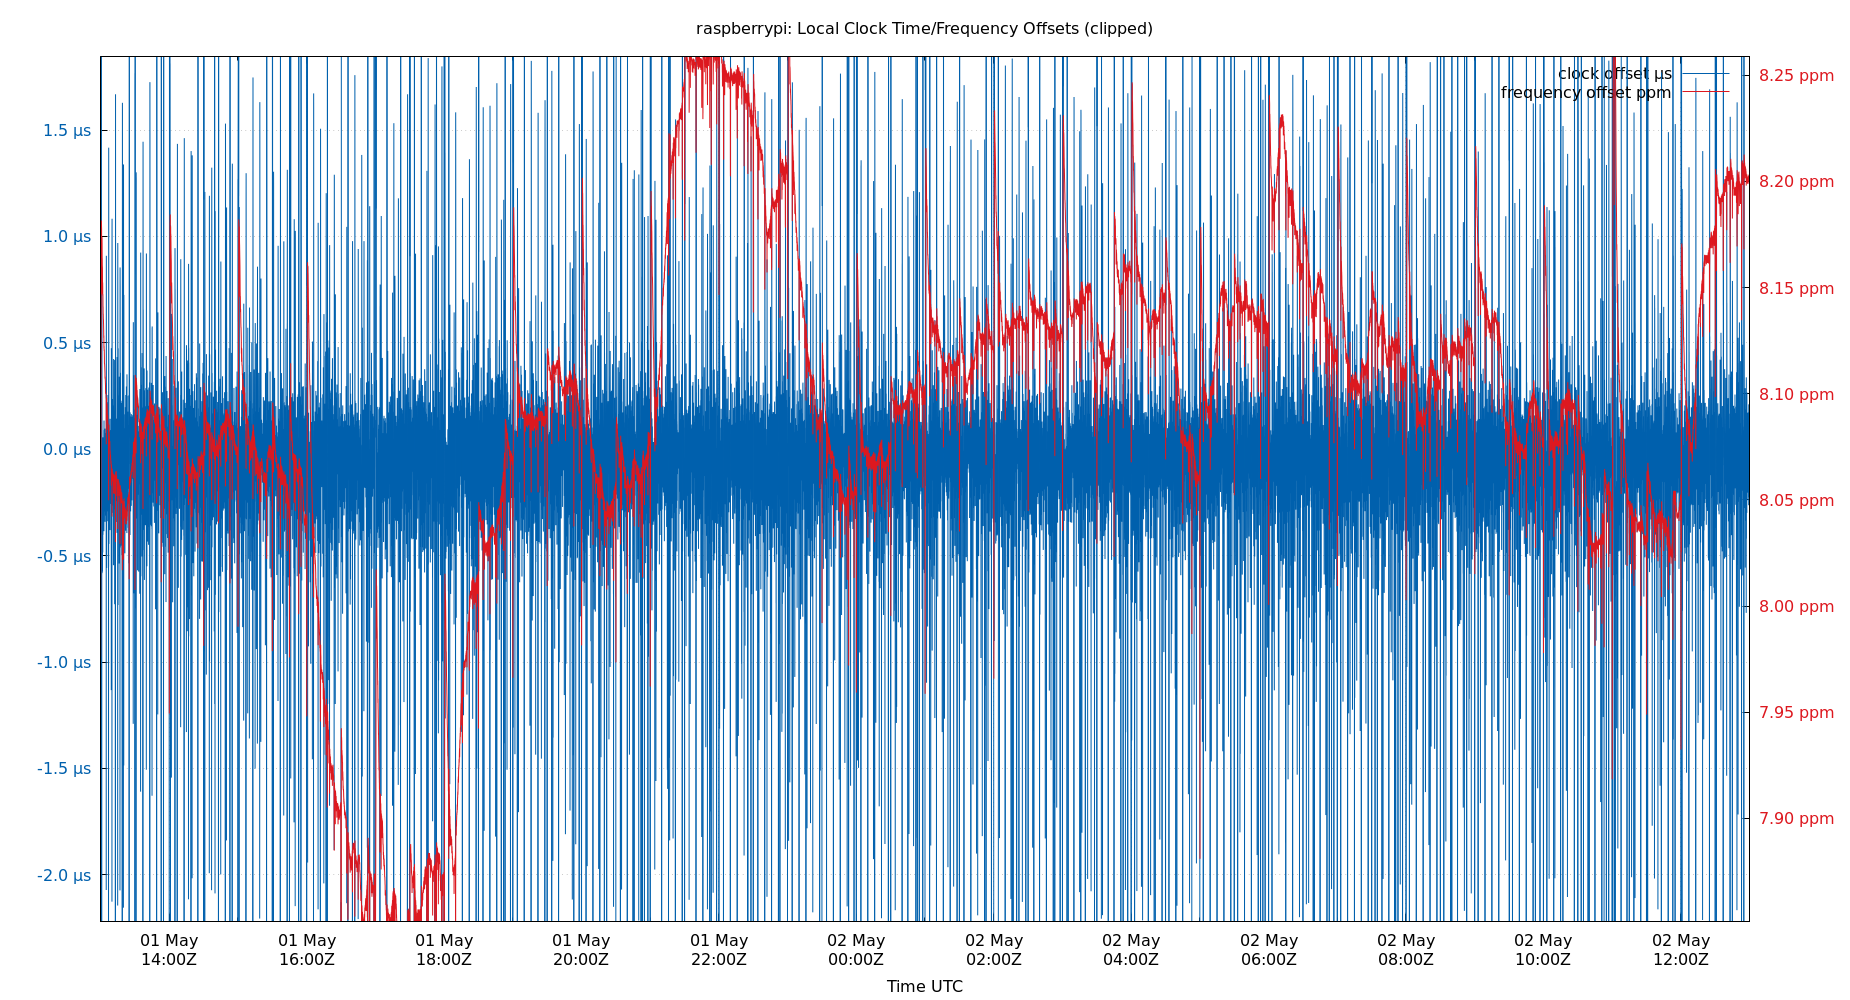 raspberrypi: Local Clock Time/Frequency Offsets (clipped)
clock offset µs
frequency offset ppm
1.5 µs
1.0 µs
0.5 µs
0.0 µs
-0.5 µs
-1.0 µs
-1.5 µs
-2.0 µs
8.25 ppm
8.20 ppm
8.15 ppm
8.10 ppm
8.05 ppm
8.00 ppm
7.95 ppm
7.90 ppm
01 May 01 May 01 May 01 May 01 May 02 May 02 May 02 May 02 May 02 May 02 May 02 May
14:00Z 16:00Z 18:00Z 20:00Z 22:00Z 00:00Z 02:00Z 04:00Z 06:00Z 08:00Z 10:00Z 12:00Z
Time UTC